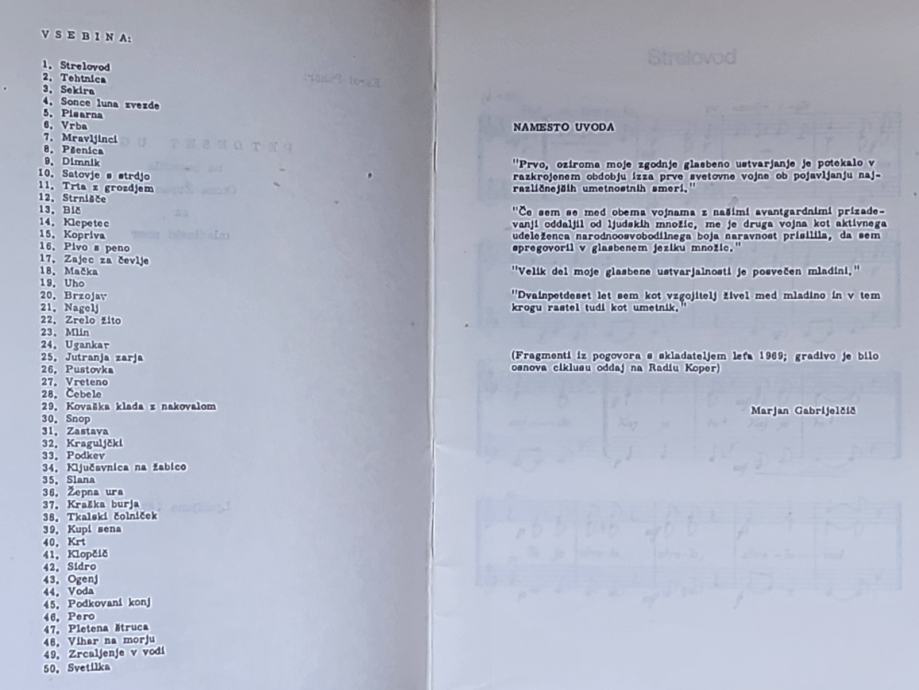 VSEBINA:
1. Strelovod
2. Tehtnica
3. Sekira
4. Sonce luna zvezde
5. Pisarna
6. Vrba
7. Mravljinci
8. Pšenica
9. Dimnik
10. Satovje s strdjo
11. Trta z grozdjem
12. Strnišče
13. Bič
14. Klepetec
15. Kopriva
16. Pivo s peno
17. Zajec za čevlje
18. Mačka
19. Uho
20. Brzojav
21. Nagelj
22. Zrelo žito
23. Mlin
24. Ugankar
25. Jutranja zarja
26. Pustovka
27. Vreteno
28. Čebele
29. Kovaška klada z nakovalom
30. Snop
31. Zastava
32. Kraguljčki
33. Podkev
34. Ključavnica na žabico
35. Slana
36. Žepna ura
37. Kraška burja
38. Tkalski čolniček
39. Kupi sena
40. Krt
41. Klopčič
42. Sidro
43. Ogenj
44. Voda
45. Podkovani konj
46. Pero
47. Pletena štruca
48. Vihar na morju
49. Zrcaljenje v vodi
50. Svetilka
Strelovod
NAMESTO UVODA
"Prvo, oziroma moje zgodnje glasbeno ustvarjanje je potekalo v
razkrojenem obdobju izza prve svetovne vojne ob pojavljanju naj-
različnejših umetnostnih smeri."
"Če sem se med obema vojnama z našimi avantgardnimi prizade-
vanji oddaljil od ljudskih množic, me je druga vojna kot aktivnega
udeleženca narodnoosvobodilnega boja naravnost prisilila, da sem
spregovoril v glasbenem jeziku množic."
"Velik del moje glasbene ustvarjalnosti je posvečen mladini."
"Dvainpetdeset let sem kot vzgojitelj živel med mladino in v tem
krogu rastel tudi kot umetnik."
(Fragmenti iz pogovora s skladateljem leta 1969; gradivo je bilo
osnova ciklusu oddaj na Radiu Koper)
Marjan Gabrijelčič